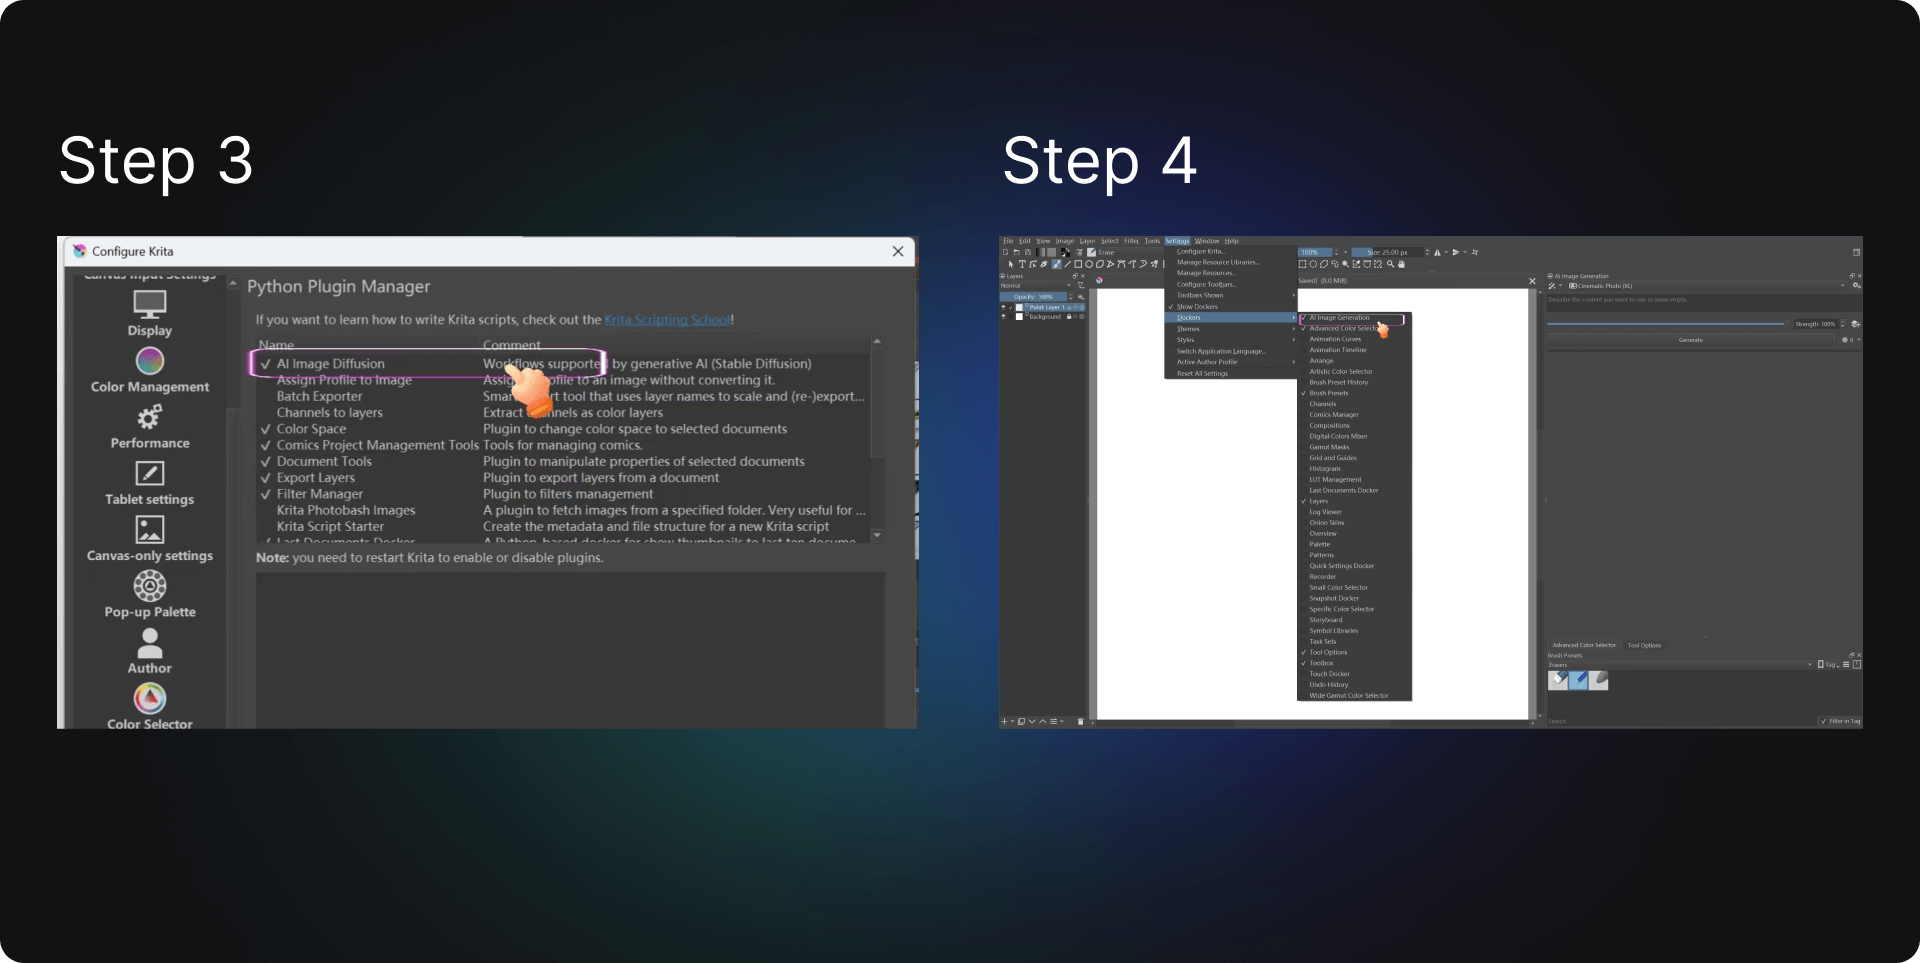 Step 3
Configure Krita
Canvas Input Settings
Display
Color Management
Performance
Tablet settings
Canvas-only settings
Pop-up Palette
Author
Color Selector
Python Plugin Manager
If you want to learn how to write Krita scripts, check out the Krita Scripting School!
Name Comment
AI Image Diffusion Workflows supported by generative AI (Stable Diffusion)
Assign Profile to Image profile to an image without converting it.
Batch Exporter tool that uses layer names to scale and (re-)export...
Channels to layers Extract channels as color layers
Color Space Plugin to change color space to selected documents
Comics Project Management Tools Tools for managing comics.
Document Tools Plugin to manipulate properties of selected documents
Export Layers Plugin to export layers from a document
Filter Manager Plugin to filters management
Krita Photobash Images A plugin to fetch images from a specified folder. Very useful for ...
Krita Script Starter Create the metadata and file structure for a new Krita script
Last Documents Docker A Python-based docker for show thumbnails to last ten docume...
Note: you need to restart Krita to enable or disable plugins.
Step 4
File Edit View Image Layer Select Filter Tools Settings Window Help
Erase
100%
Size: 25.00 px
Layers
Normal
Opacity: 100%
Paint Layer 1
Background
Saved) (8.0 MiB)
Configure Krita...
Manage Resource Libraries...
Manage Resources...
Configure Toolbars...
Toolbars Shown
Show Dockers
Dockers
Themes
Styles
Switch Application Language...
Active Author Profile
Reset All Settings
AI Image Generation
Advanced Color Selector
Animation Curves
Animation Timeline
Arrange
Artistic Color Selector
Brush Preset History
Brush Presets
Channels
Comics Manager
Compositions
Digital Colors Mixer
Gamut Masks
Grid and Guides
Histogram
LUT Management
Last Documents Docker
Layers
Log Viewer
Onion Skins
Overview
Palette
Patterns
Quick Settings Docker
Recorder
Small Color Selector
Snapshot Docker
Specific Color Selector
Storyboard
Symbol Libraries
Task Sets
Tool Options
Toolbox
Touch Docker
Undo History
Wide Gamut Color Selector
AI Image Generation
Cinematic Photo (XL)
Describe the content you want to see, or leave empty.
Strength: 100%
Generate
0
Advanced Color Selector Tool Options
Brush Presets
Erasers
Tag
Search
Filter in Tag